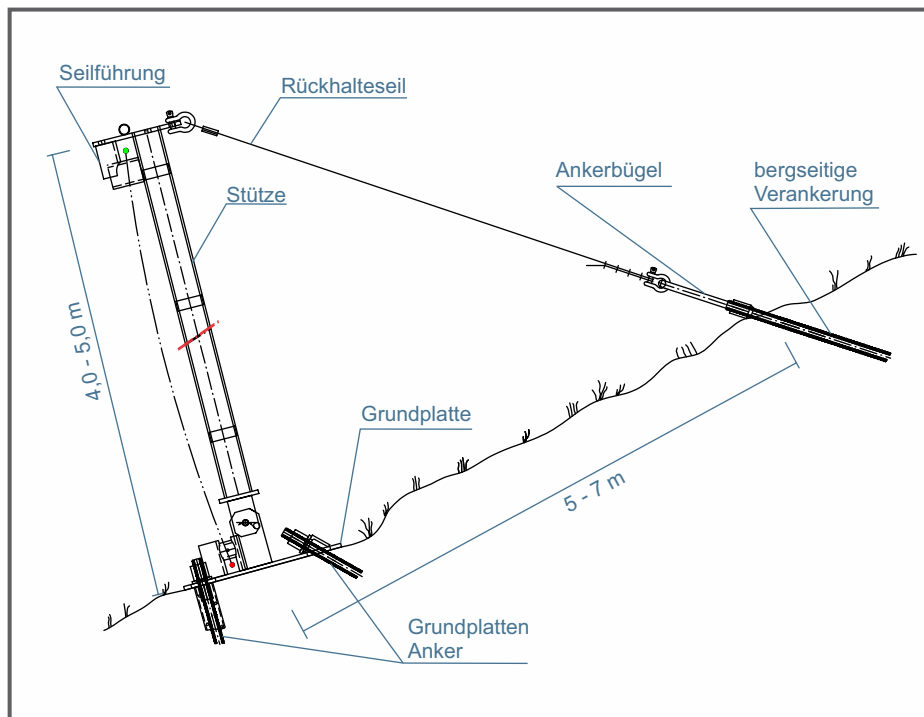 Seilführung
Rückhalteseil
Ankerbügel
bergseitige
Verankerung
Stütze
4,0 - 5,0 m
Grundplatte
5 - 7 m
Grundplatten
Anker